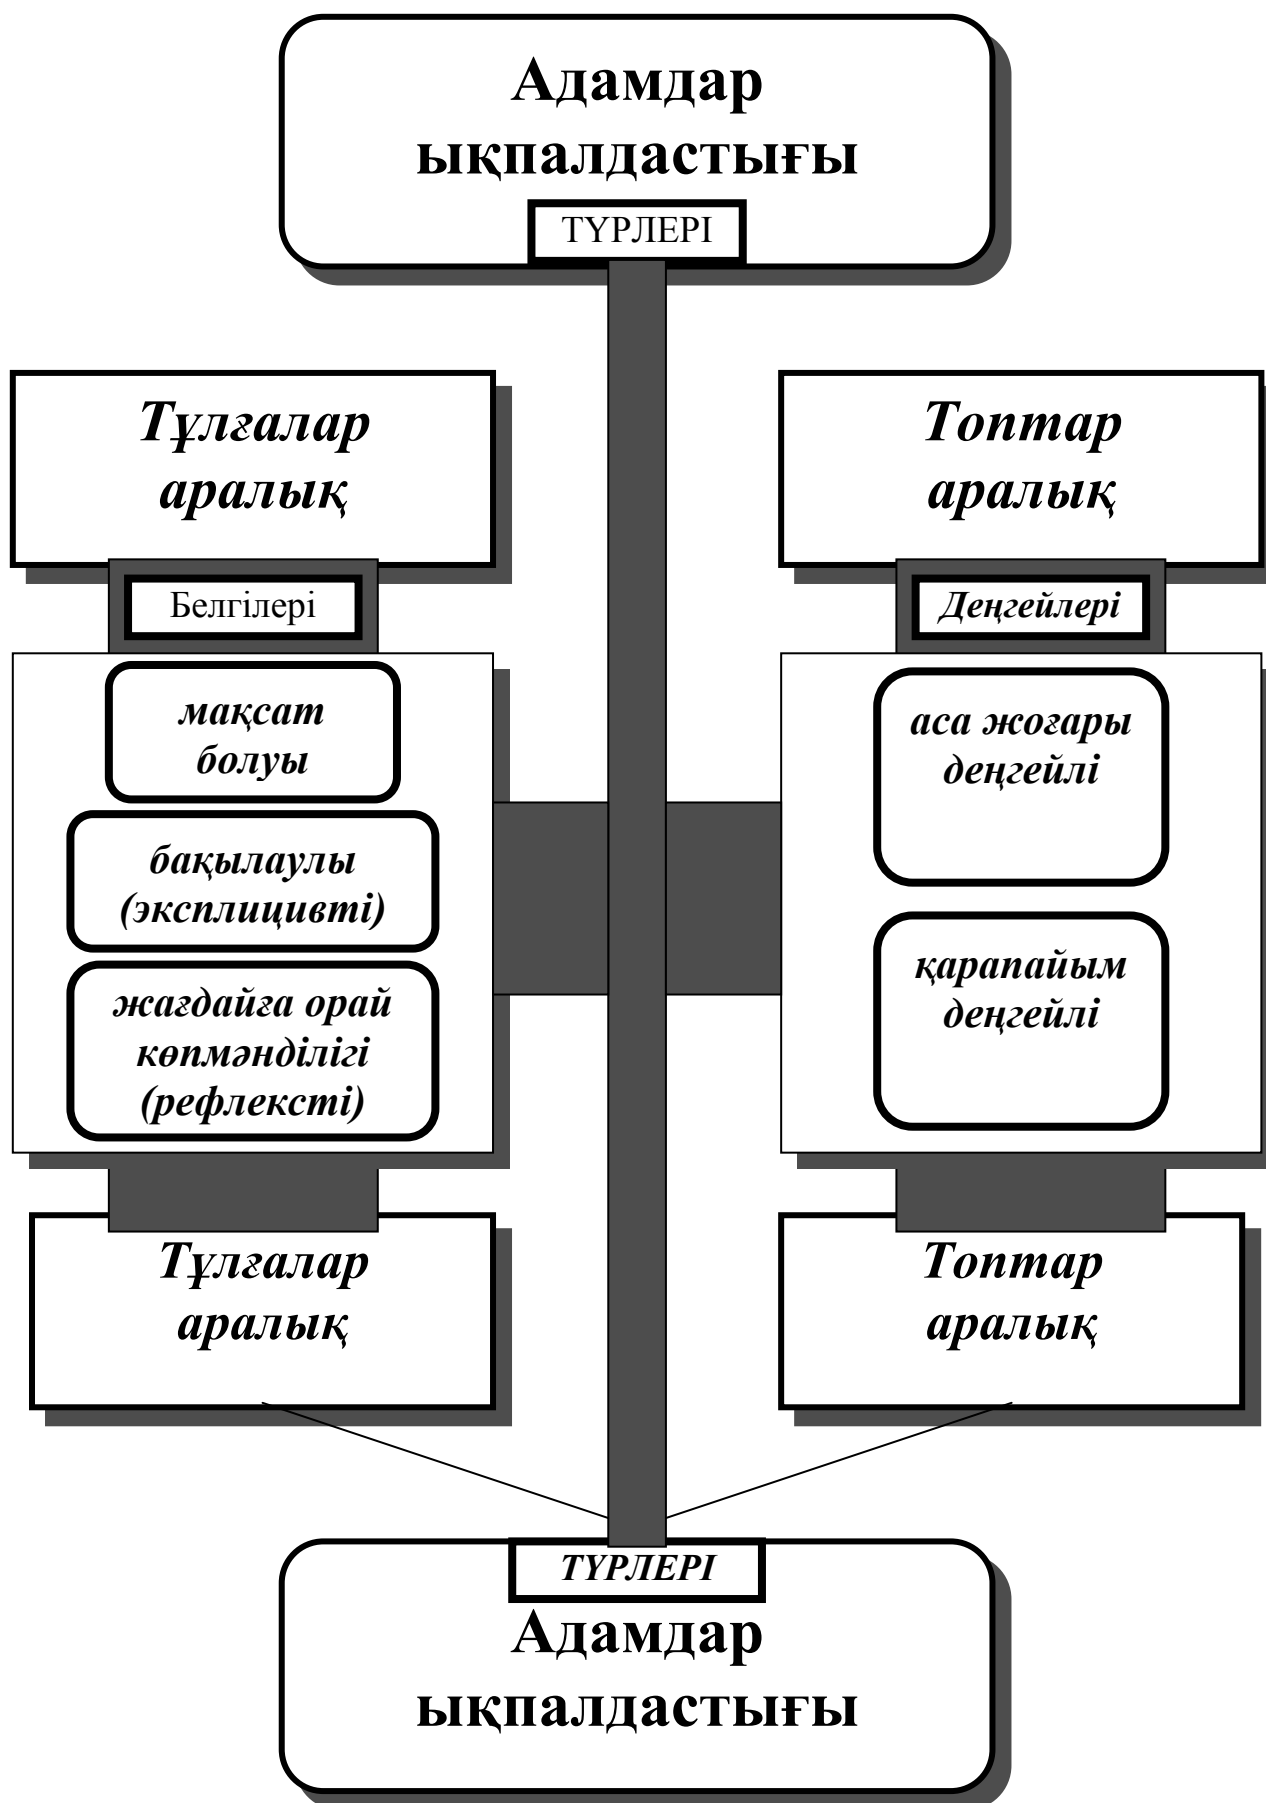 Адамдар
ықпалдастығы
ТҮРЛЕРІ
Тұлғалар
аралық
Белгілері
мақсат
болуы
бақылаулы
(эксплицивті)
жағдайға орай
көпмәнділігі
(рефлексті)
Тұлғалар
аралық
Топтар
аралық
Деңгейлері
аса жоғары
деңгейлі
қарапайым
деңгейлі
Топтар
аралық
ТҮРЛЕРІ
Адамдар
ықпалдастығы